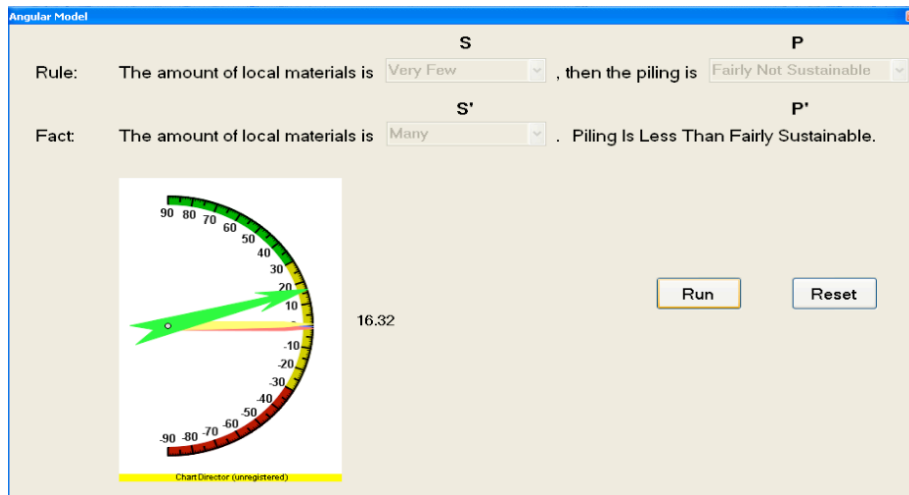 Angular Model
S P
Rule: The amount of local materials is Very Few , then the piling is Fairly Not Sustainable
S' P'
Fact: The amount of local materials is Many . Piling Is Less Than Fairly Sustainable.
90 80 70 60 50 40 30 20 10 -
-10 -20 -30 -40 -50 -60 -70 -80 -90
16.32
Run Reset
ChartDirector (unregistered)